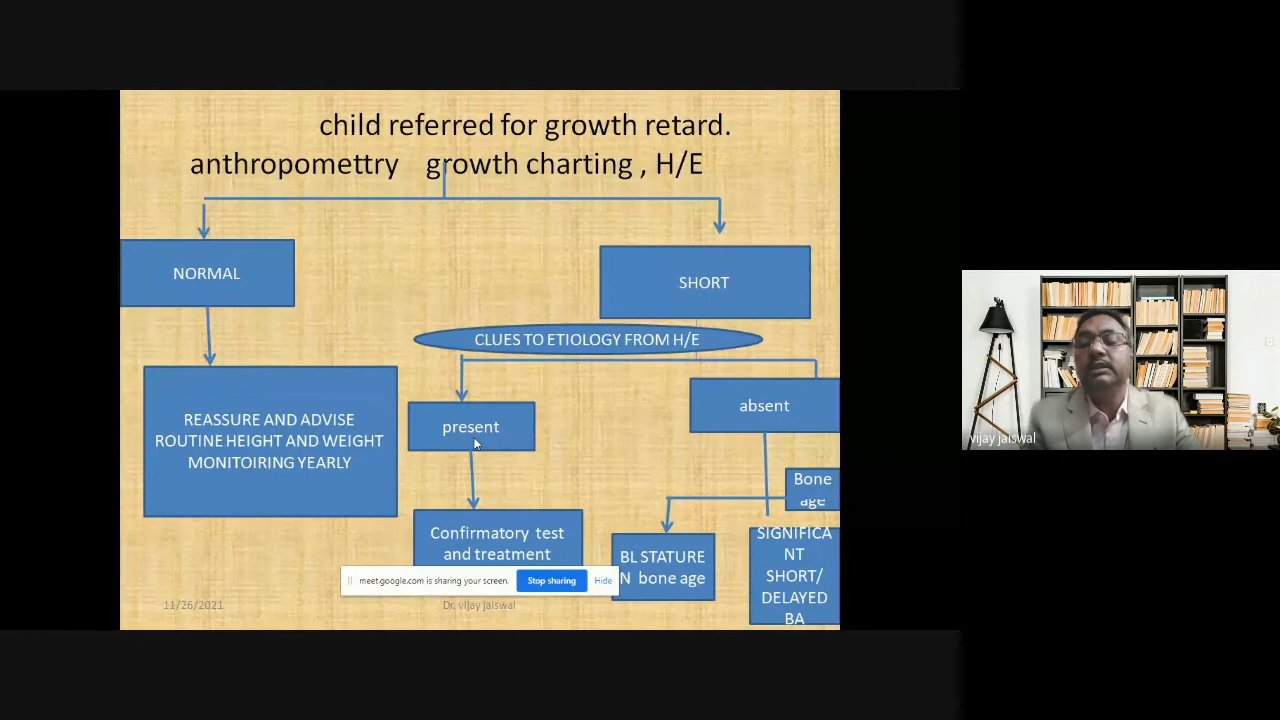 child referred for growth retard.
anthropomettry growth charting , H/E
NORMAL
SHORT
CLUES TO ETIOLOGY FROM H/E
REASSURE AND ADVISE
ROUTINE HEIGHT AND WEIGHT
MONITOIRING YEARLY
present
absent
Bone
age
Confirmatory test
and treatment
BL STATURE
N bone age
SIGNIFICA
NT
SHORT/
DELAYED
BA
meet.google.com is sharing your screen.
Stop sharing
Hide
11/26/2021
Dr. vijay jaiswal
vijay jaiswal